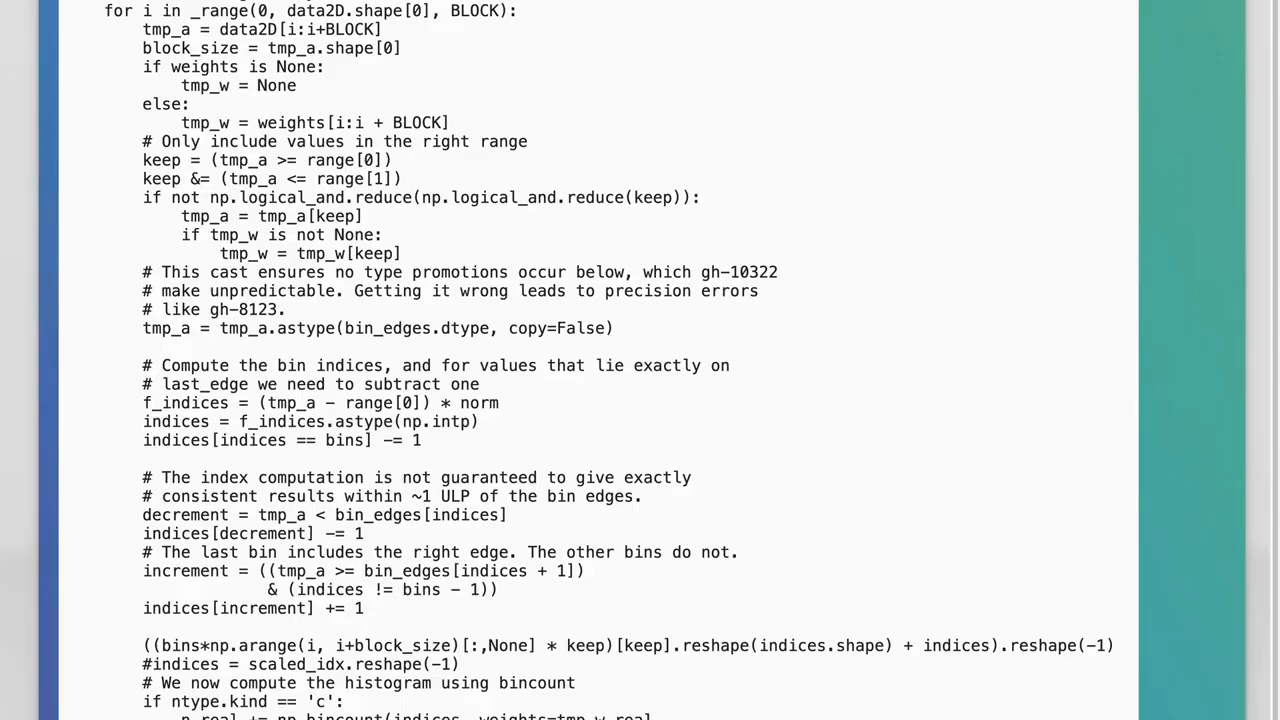 for i in _range(0, data2D.shape[0], BLOCK):
tmp_a = data2D[i:i+BLOCK]
block_size = tmp_a.shape[0]
if weights is None:
tmp_w = None
else:
tmp_w = weights[i:i + BLOCK]
# Only include values in the right range
keep = (tmp_a >= range[0])
keep &= (tmp_a <= range[1])
if not np.logical_and.reduce(np.logical_and.reduce(keep)):
tmp_a = tmp_a[keep]
if tmp_w is not None:
tmp_w = tmp_w[keep]
# This cast ensures no type promotions occur below, which gh-10322
# make unpredictable. Getting it wrong leads to precision errors
# like gh-8123.
tmp_a = tmp_a.astype(bin_edges.dtype, copy=False)
# Compute the bin indices, and for values that lie exactly on
# last_edge we need to subtract one
f_indices = (tmp_a - range[0]) * norm
indices = f_indices.astype(np.intp)
indices[indices == bins] -= 1
# The index computation is not guaranteed to give exactly
# consistent results within ~1 ULP of the bin edges.
decrement = tmp_a < bin_edges[indices]
indices[decrement] -= 1
# The last bin includes the right edge. The other bins do not.
increment = ((tmp_a >= bin_edges[indices + 1])
& (indices != bins - 1))
indices[increment] += 1
((bins*np.arange(i, i+block_size)[:,None] * keep)[keep].reshape(indices.shape) + indices).reshape(-1)
#indices = scaled_idx.reshape(-1)
# We now compute the histogram using bincount
if ntype.kind == 'c':
n.real += np.bincount(indices, weights=tmp_w.real,